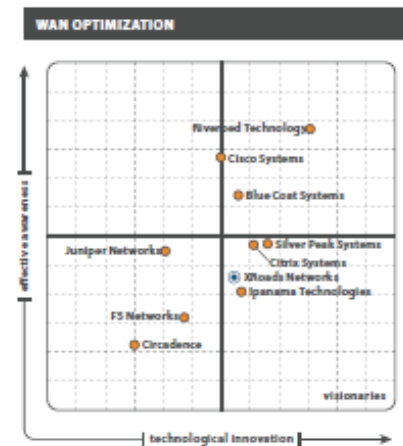 WAN OPTIMIZATION
Riverbed Technology
Cisco Systems
Blue Coat Systems
Silver Peak Systems
Juniper Networks
Citrix Systems
XRoads Networks
Ipanama Technologies
F5 Networks
Circadence
visionaries
effective awareness
technological innovation